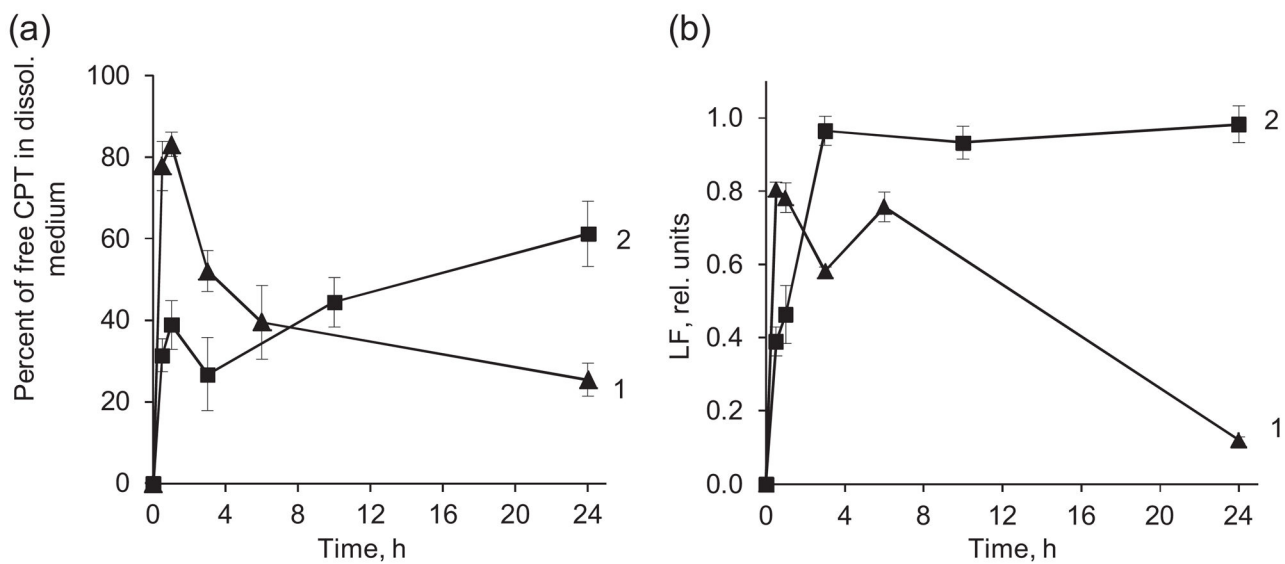 (a)
Percent of free CPT in dissol.
medium
100
80
60
40
20
0
0 4 8 12 16 20 24
Time, h
2
1
(b)
LF, rel. units
1.0
0.8
0.6
0.4
0.2
0.0
0 4 8 12 16 20 24
Time, h
2
1